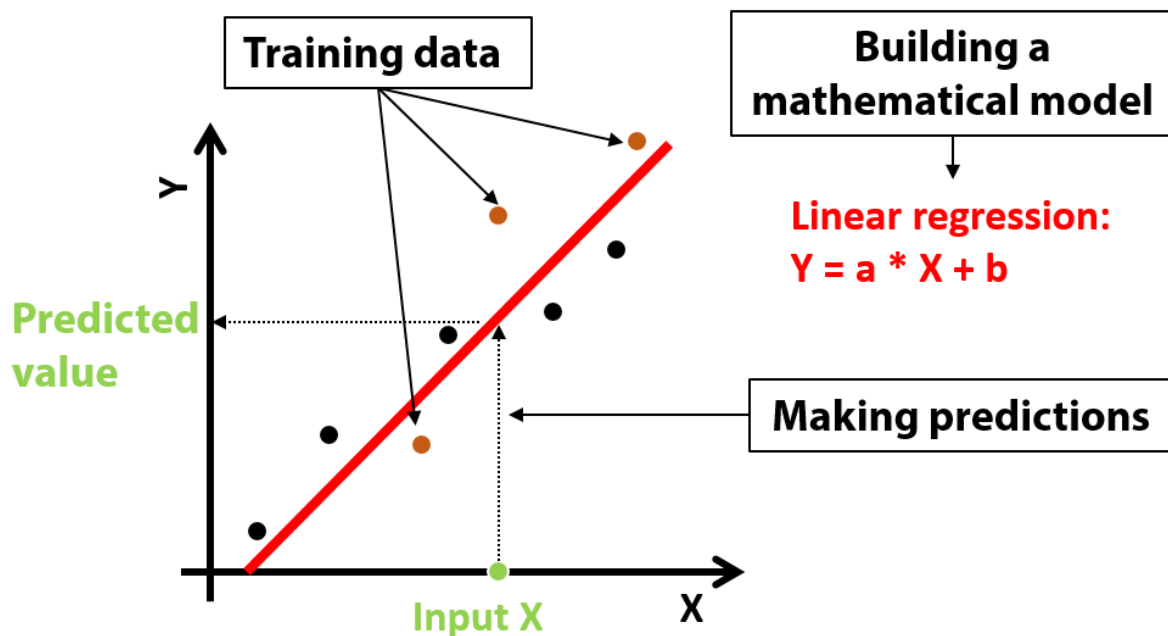 Training data
Building a
mathematical model
Linear regression:
Y = a * X + b
Y
Predicted
value
Making predictions
Input X
X